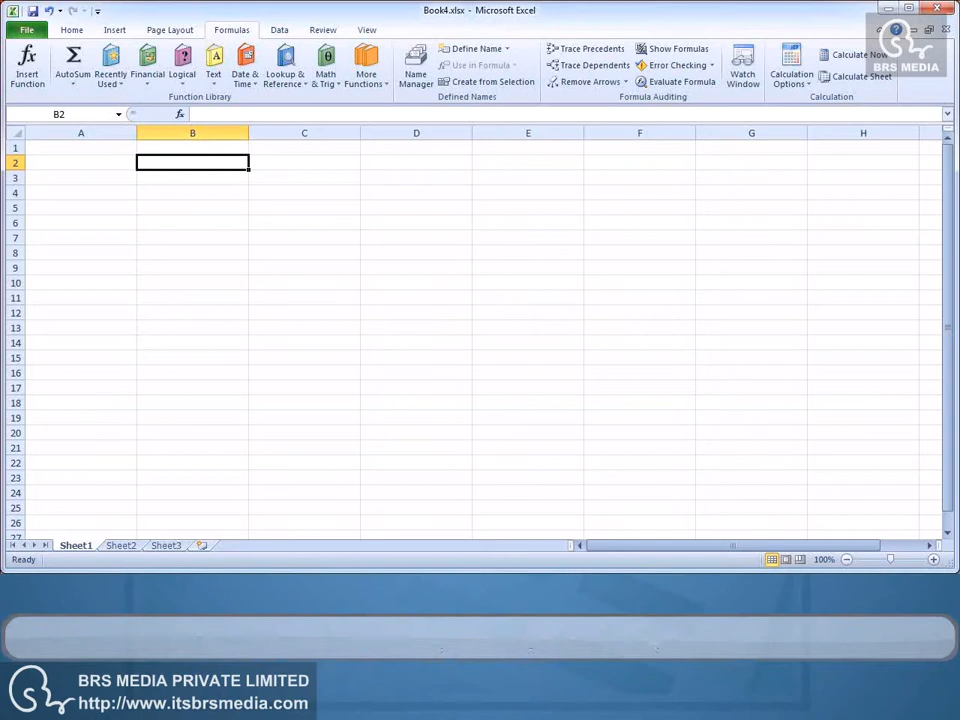 Book4.xlsx - Microsoft Excel
File Home Insert Page Layout Formulas Data Review View
Insert Function
AutoSum
Recently Used
Financial
Logical
Text
Date & Time
Lookup & Reference
Math & Trig
More Functions
Function Library
Name Manager
Define Name
Use in Formula
Create from Selection
Defined Names
Trace Precedents
Trace Dependents
Remove Arrows
Show Formulas
Error Checking
Evaluate Formula
Formula Auditing
Watch Window
Calculation Options
Calculate Now
Calculate Sheet
Calculation
BRS MEDIA
B2 fx
A B C D E F G H
1
2
3
4
5
6
7
8
9
10
11
12
13
14
15
16
17
18
19
20
21
22
23
24
25
26
27
Sheet1 Sheet2 Sheet3
Ready 100%
BRS MEDIA PRIVATE LIMITED
http://www.itsbrsmedia.com